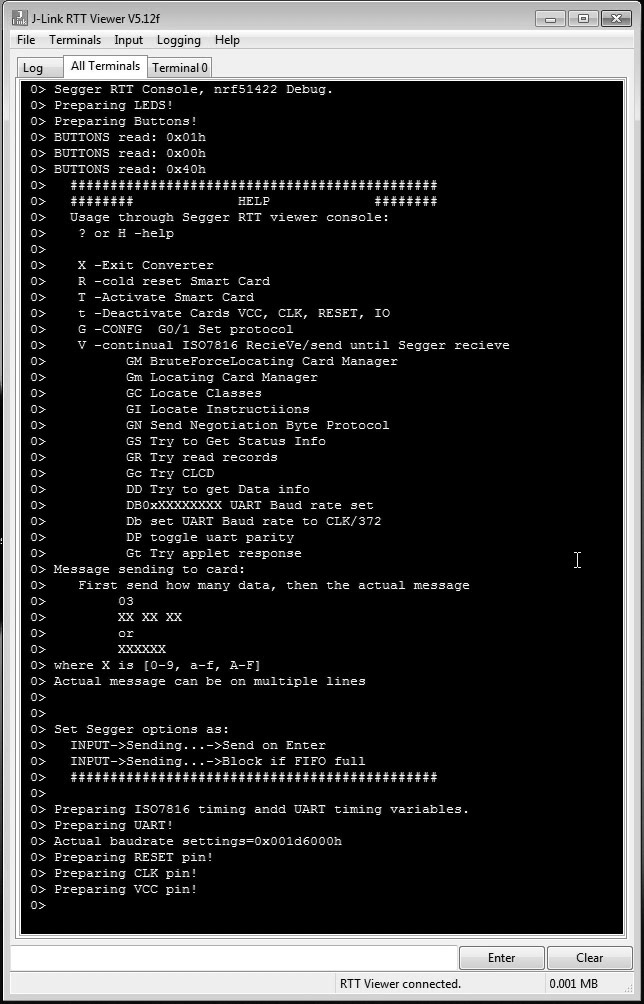 J-Link RTT Viewer V5.12f
File Terminals Input Logging Help
Log All Terminals Terminal 0
0> Segger RTT Console, nrf51422 Debug.
0> Preparing LEDS!
0> Preparing Buttons!
0> BUTTONS read: 0x01h
0> BUTTONS read: 0x00h
0> BUTTONS read: 0x40h
0> ##############################################
0> ######## HELP ########
0> Usage through Segger RTT viewer console:
0> ? or H -help
0>
0> X -Exit Converter
0> R -cold reset Smart Card
0> T -Activate Smart Card
0> t -Deactivate Cards VCC, CLK, RESET, IO
0> G -CONFG G0/1 Set protocol
0> V -continual ISO7816 RecieVe/send until Segger recieve
0> GM BruteForceLocating Card Manager
0> Gm Locating Card Manager
0> GC Locate Classes
0> GI Locate Instructiions
0> GN Send Negotiation Byte Protocol
0> GS Try to Get Status Info
0> GR Try read records
0> Gc Try CLCD
0> DD Try to get Data info
0> DB0xXXXXXXXX UART Baud rate set
0> Db set UART Baud rate to CLK/372
0> DP toggle uart parity
0> Gt Try applet response
0> Message sending to card:
0> First send how many data, then the actual message
0> 03
0> XX XX XX
0> or
0> XXXXXX
0> where X is [0-9, a-f, A-F]
0> Actual message can be on multiple lines
0>
0>
0> Set Segger options as:
0> INPUT->Sending...->Send on Enter
0> INPUT->Sending...->Block if FIFO full
0> ##############################################
0>
0> Preparing ISO7816 timing andd UART timing variables.
0> Preparing UART!
0> Actual baudrate settings=0x001d6000h
0> Preparing RESET pin!
0> Preparing CLK pin!
0> Preparing VCC pin!
0>
Enter Clear
RTT Viewer connected. 0.001 MB